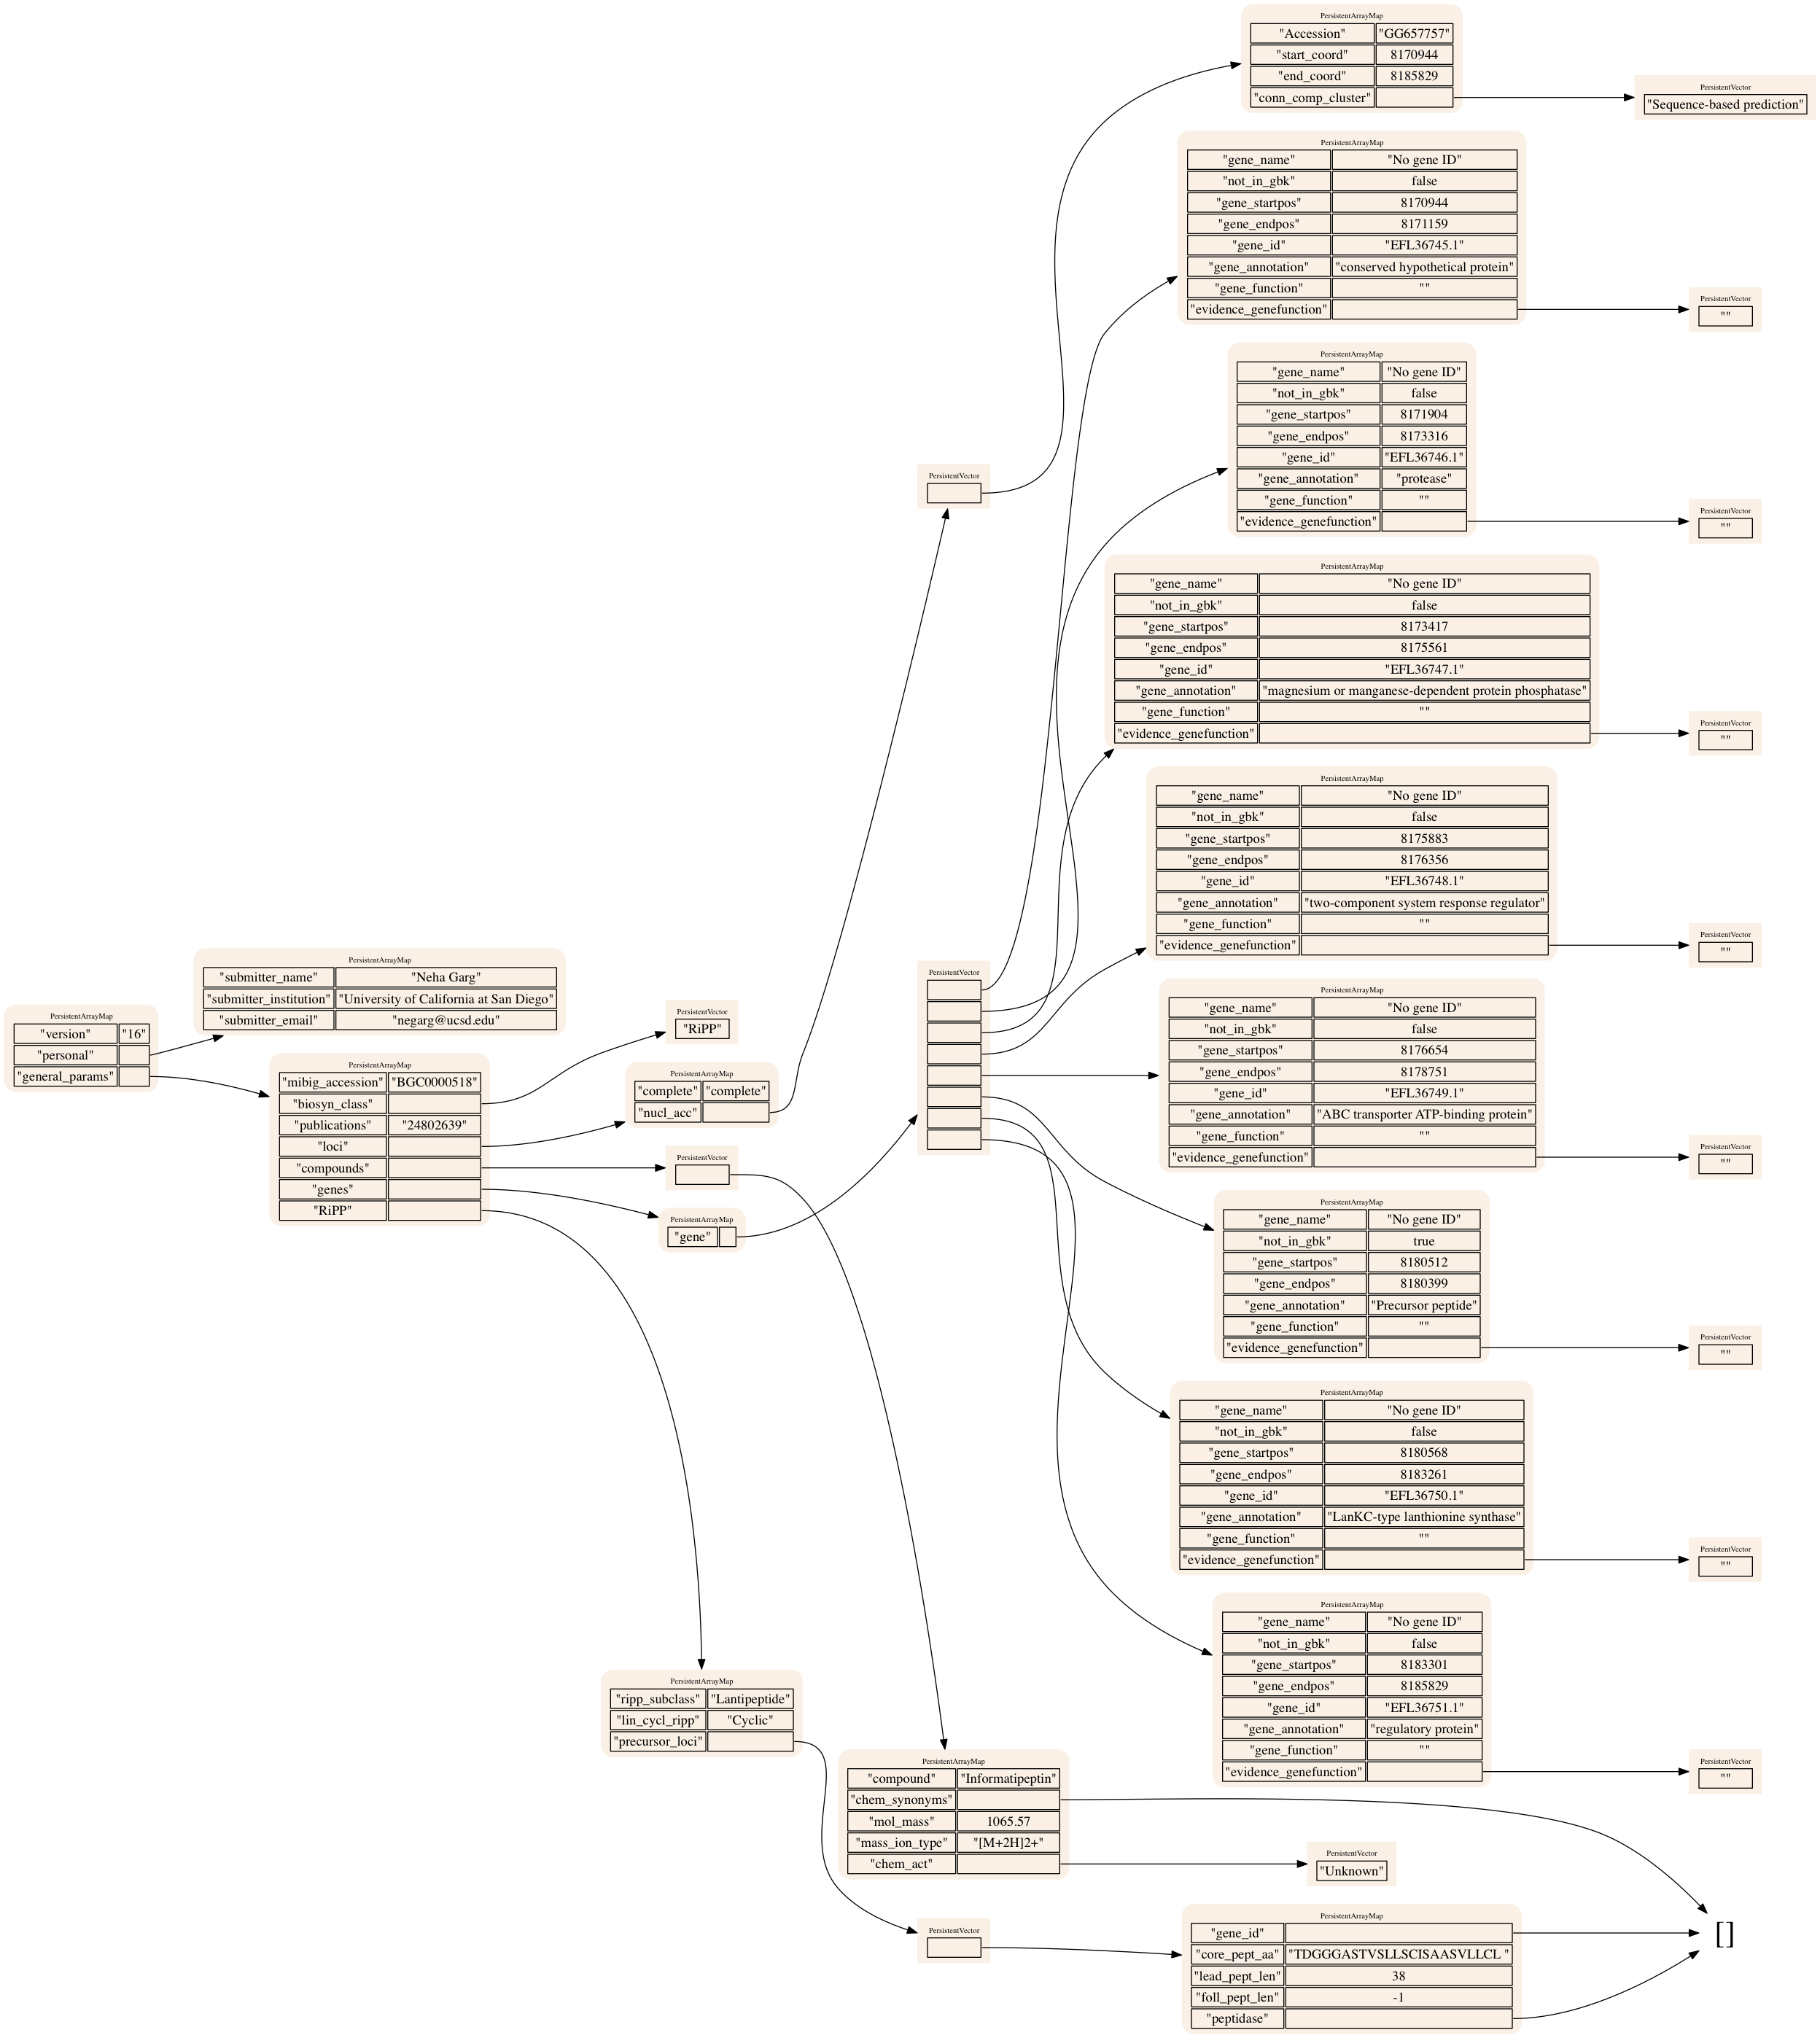 PersistentArrayMap
"version" "16"
"personal"
"general_params"
PersistentArrayMap
"submitter_name" "Neha Garg"
"submitter_institution" "University of California at San Diego"
"submitter_email" "negarg@ucsd.edu"
PersistentArrayMap
"mibig_accession" "BGC0000518"
"biosyn_class"
"publications" "24802639"
"loci"
"compounds"
"genes"
"RiPP"
PersistentVector
"RiPP"
PersistentArrayMap
"complete" "complete"
"nucl_acc"
PersistentVector
PersistentArrayMap
"gene"
PersistentArrayMap
"ripp_subclass" "Lantipeptide"
"lin_cycl_ripp" "Cyclic"
"precursor_loci"
PersistentVector
PersistentVector
PersistentArrayMap
"compound" "Informatipeptin"
"chem_synonyms"
"mol_mass" 1065.57
"mass_ion_type" "[M+2H]2+"
"chem_act"
PersistentVector
PersistentArrayMap
"Accession" "GG657757"
"start_coord" 8170944
"end_coord" 8185829
"conn_comp_cluster"
PersistentVector
"Sequence-based prediction"
PersistentArrayMap
"gene_name" "No gene ID"
"not_in_gbk" false
"gene_startpos" 8170944
"gene_endpos" 8171159
"gene_id" "EFL36745.1"
"gene_annotation" "conserved hypothetical protein"
"gene_function" ""
"evidence_genefunction"
PersistentVector
""
PersistentArrayMap
"gene_name" "No gene ID"
"not_in_gbk" false
"gene_startpos" 8171904
"gene_endpos" 8173316
"gene_id" "EFL36746.1"
"gene_annotation" "protease"
"gene_function" ""
"evidence_genefunction"
PersistentVector
""
PersistentArrayMap
"gene_name" "No gene ID"
"not_in_gbk" false
"gene_startpos" 8173417
"gene_endpos" 8175561
"gene_id" "EFL36747.1"
"gene_annotation" "magnesium or manganese-dependent protein phosphatase"
"gene_function" ""
"evidence_genefunction"
PersistentVector
""
PersistentArrayMap
"gene_name" "No gene ID"
"not_in_gbk" false
"gene_startpos" 8175883
"gene_endpos" 8176356
"gene_id" "EFL36748.1"
"gene_annotation" "two-component system response regulator"
"gene_function" ""
"evidence_genefunction"
PersistentVector
""
PersistentArrayMap
"gene_name" "No gene ID"
"not_in_gbk" false
"gene_startpos" 8176654
"gene_endpos" 8178751
"gene_id" "EFL36749.1"
"gene_annotation" "ABC transporter ATP-binding protein"
"gene_function" ""
"evidence_genefunction"
PersistentVector
""
PersistentArrayMap
"gene_name" "No gene ID"
"not_in_gbk" true
"gene_startpos" 8180512
"gene_endpos" 8180399
"gene_annotation" "Precursor peptide"
"gene_function" ""
"evidence_genefunction"
PersistentVector
""
PersistentArrayMap
"gene_name" "No gene ID"
"not_in_gbk" false
"gene_startpos" 8180568
"gene_endpos" 8183261
"gene_id" "EFL36750.1"
"gene_annotation" "LanKC-type lanthionine synthase"
"gene_function" ""
"evidence_genefunction"
PersistentVector
""
PersistentArrayMap
"gene_name" "No gene ID"
"not_in_gbk" false
"gene_startpos" 8183301
"gene_endpos" 8185829
"gene_id" "EFL36751.1"
"gene_annotation" "regulatory protein"
"gene_function" ""
"evidence_genefunction"
PersistentVector
""
PersistentVector
"Unknown"
PersistentArrayMap
"gene_id"
"core_pept_aa" "TDGGGASTVSLLSCISAASVLLCL "
"lead_pept_len" 38
"foll_pept_len" -1
"peptidase"
[]